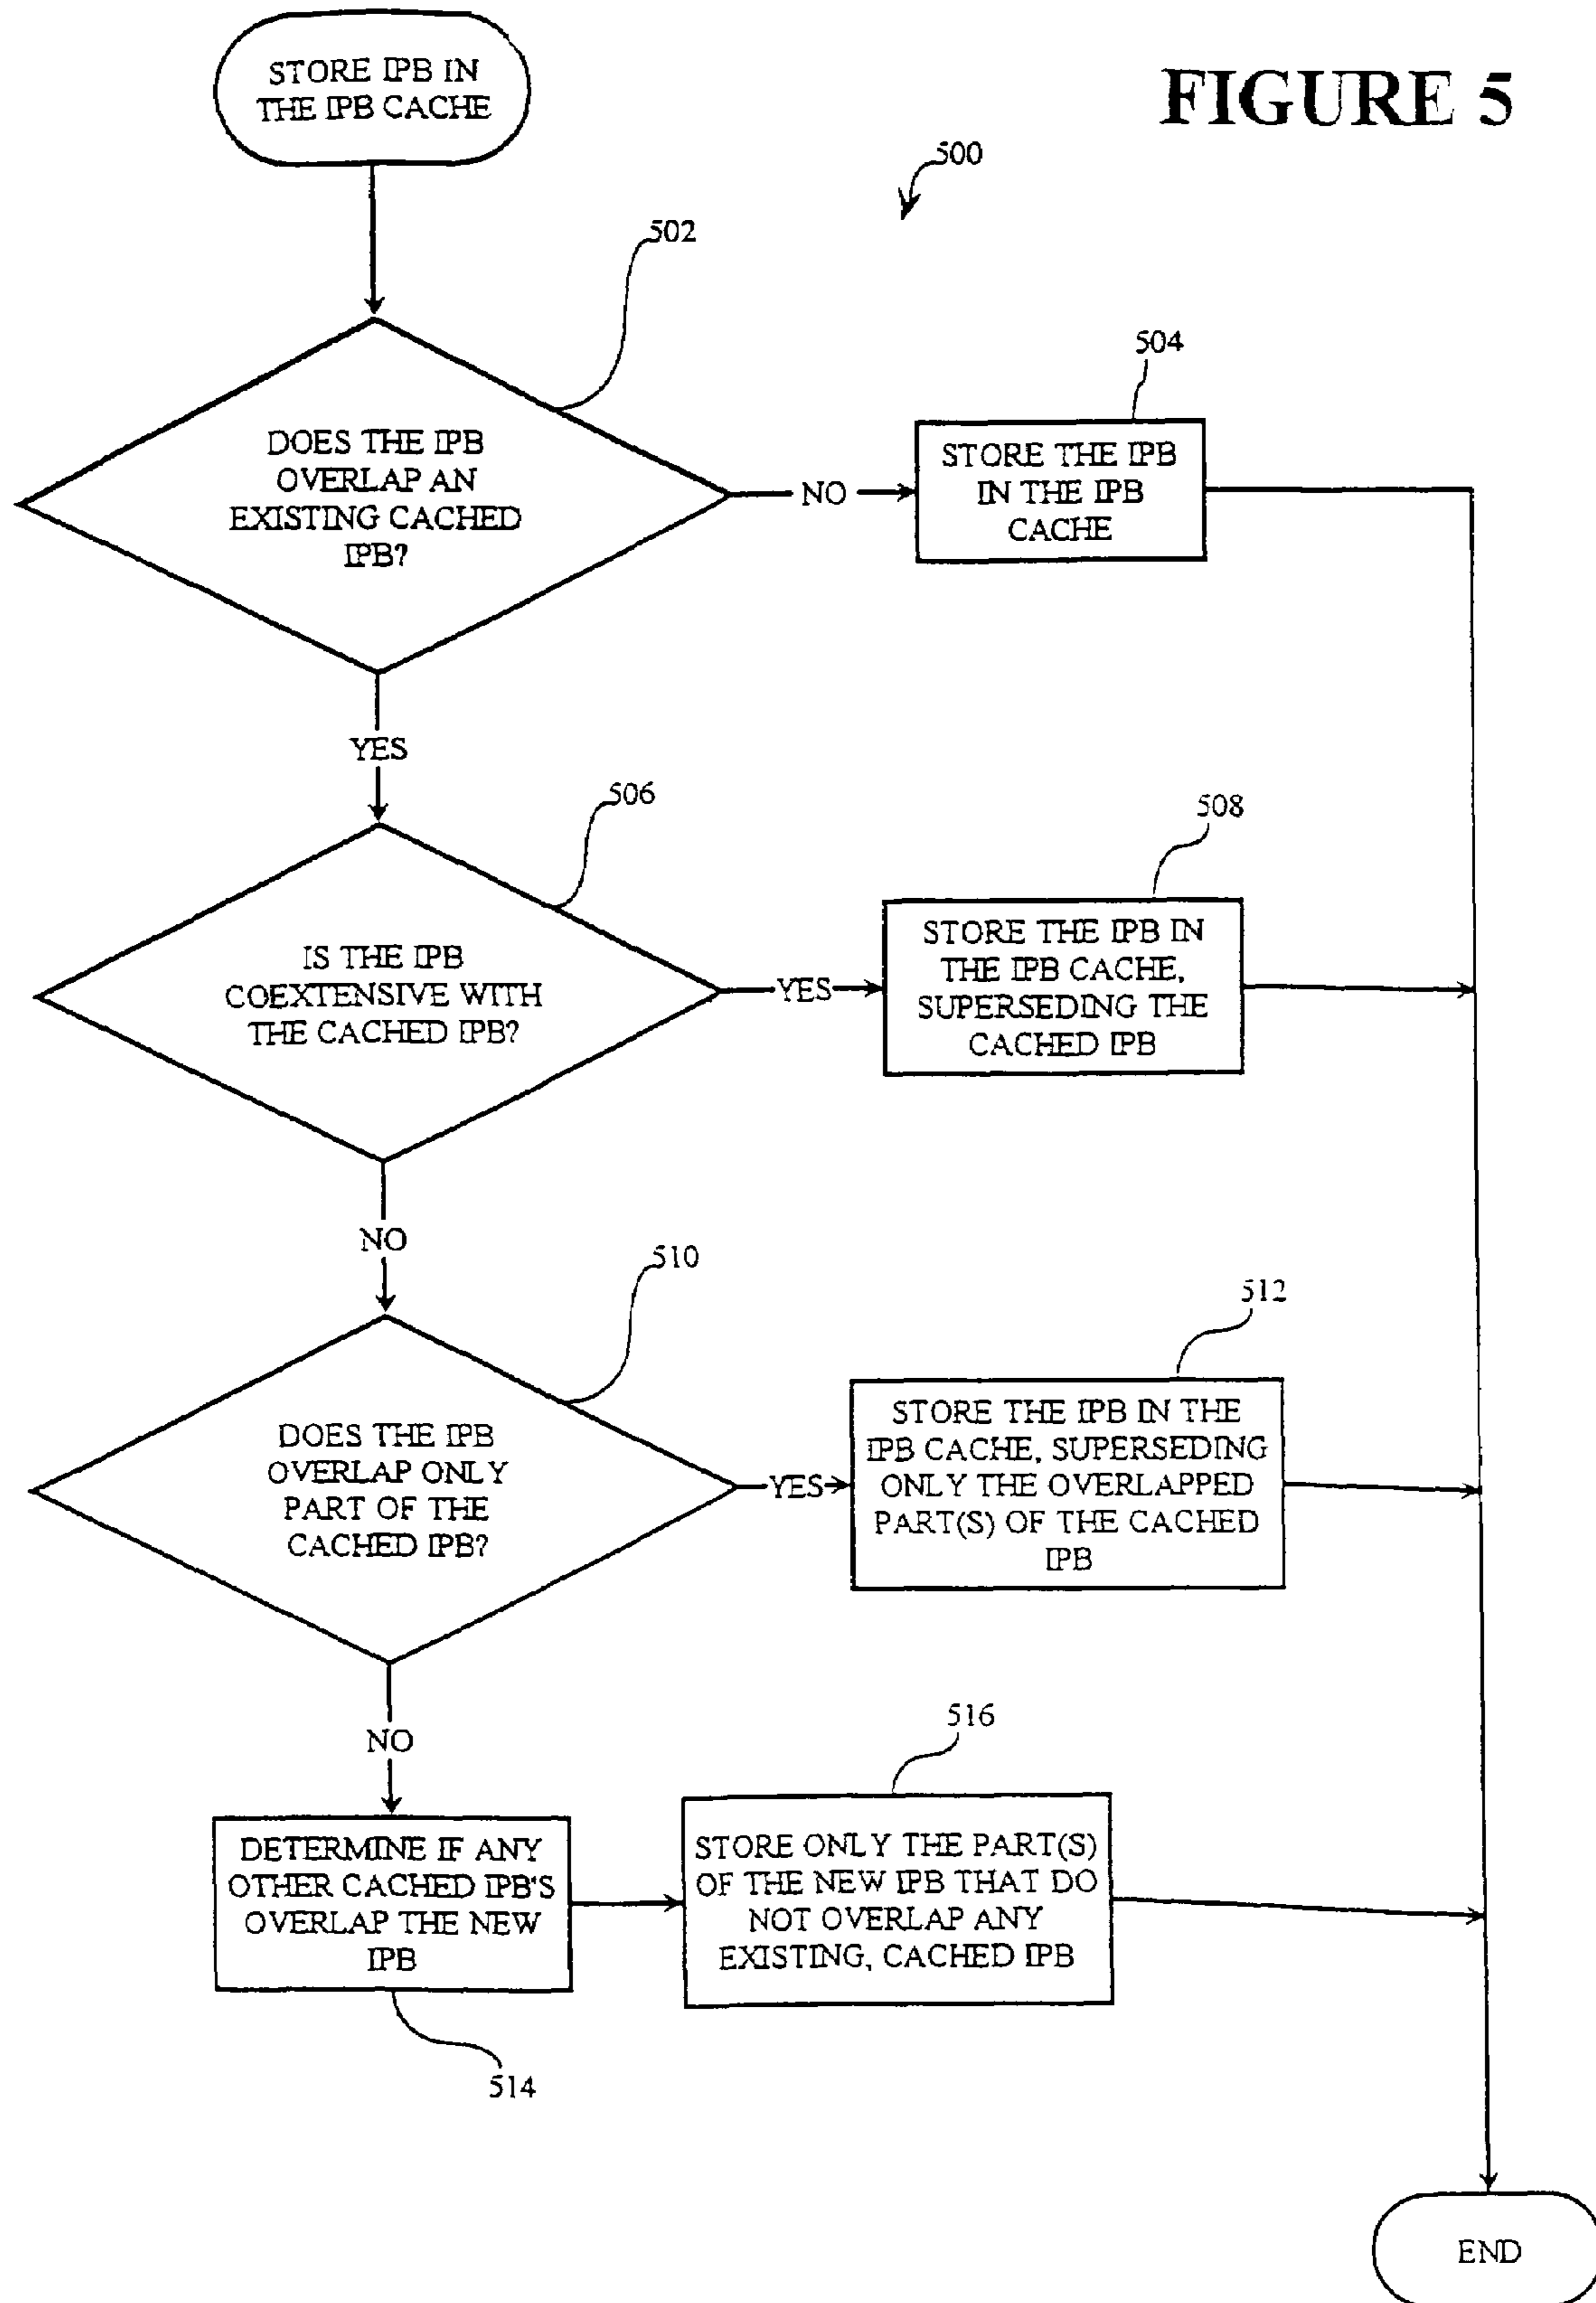 STORE IPB IN
THE IPB CACHE
FIGURE 5
500
502
DOES THE IPB
OVERLAP AN
EXISTING CACHED
IPB?
NO
504
STORE THE IPB
IN THE IPB
CACHE
YES
506
IS THE IPB
COEXTENSIVE WITH
THE CACHED IPB?
YES
508
STORE THE IPB IN
THE IPB CACHE,
SUPERSEDING THE
CACHED IPB
NO
510
DOES THE IPB
OVERLAP ONLY
PART OF THE
CACHED IPB?
YES
512
STORE THE IPB IN THE
IPB CACHE, SUPERSEDING
ONLY THE OVERLAPPED
PART(S) OF THE CACHED
IPB
NO
DETERMINE IF ANY
OTHER CACHED IPB'S
OVERLAP THE NEW
IPB
514
516
STORE ONLY THE PART(S)
OF THE NEW IPB THAT DO
NOT OVERLAP ANY
EXISTING, CACHED IPB
END